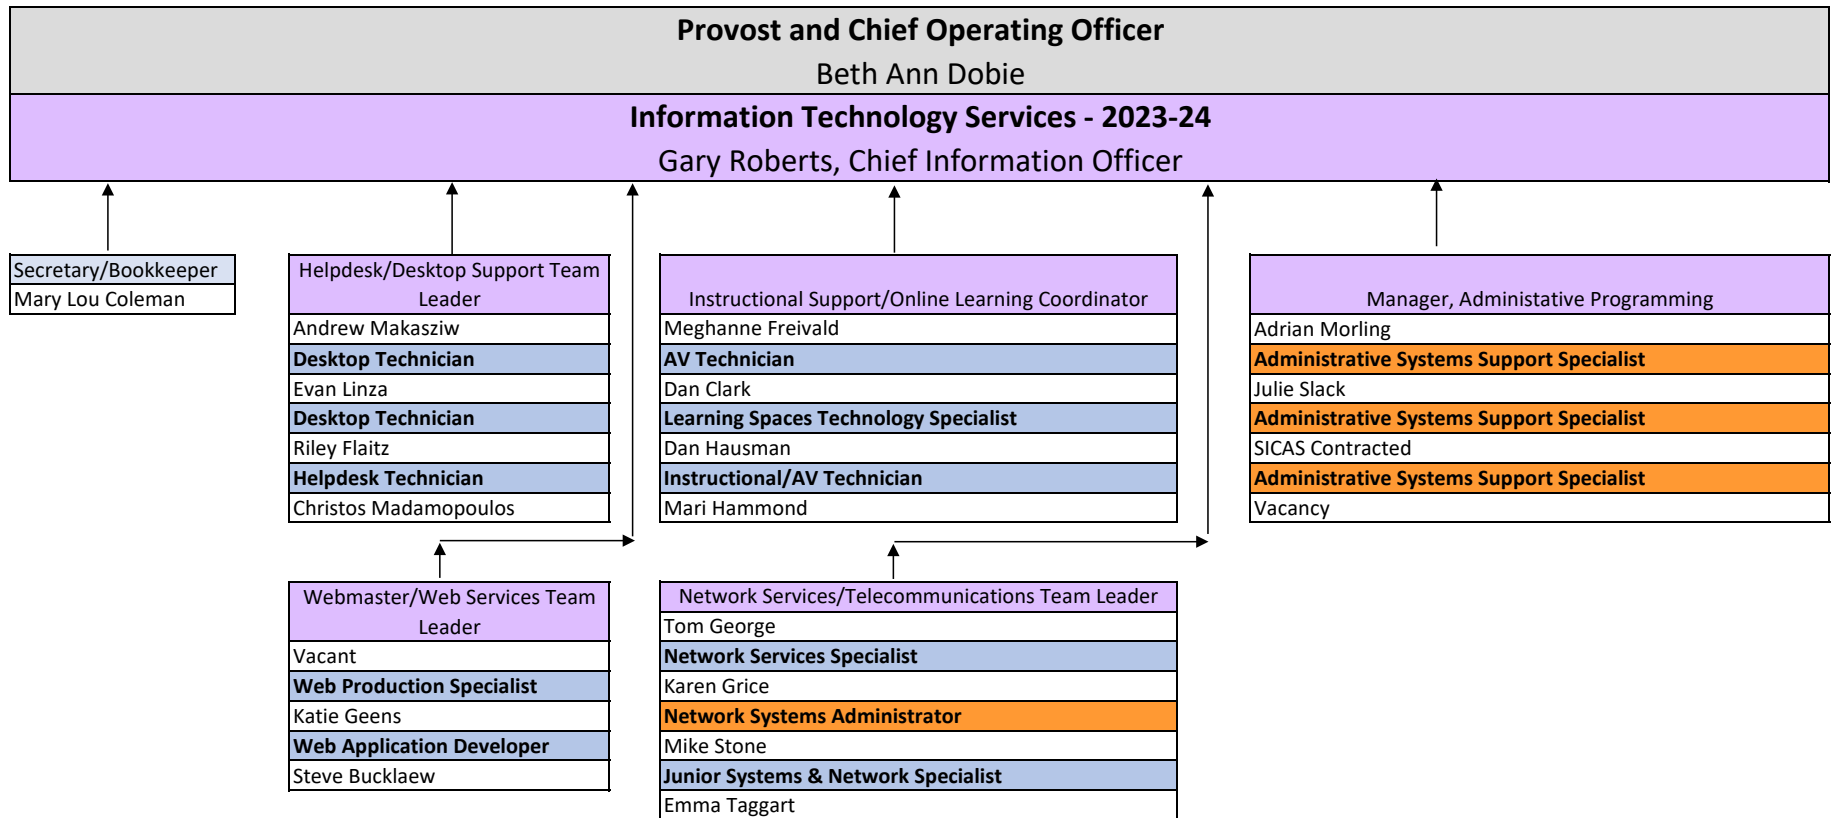 Provost and Chief Operating Officer
Beth Ann Dobie
Information Technology Services - 2023-24
Gary Roberts, Chief Information Officer
Secretary/Bookkeeper
Mary Lou Coleman
Helpdesk/Desktop Support Team
Leader
Andrew Makasziw
Desktop Technician
Evan Linza
Desktop Technician
Riley Flaitz
Helpdesk Technician
Christos Madamopoulos
Instructional Support/Online Learning Coordinator
Meghanne Freivald
AV Technician
Dan Clark
Learning Spaces Technology Specialist
Dan Hausman
Instructional/AV Technician
Mari Hammond
Manager, Administative Programming
Adrian Morling
Administrative Systems Support Specialist
Julie Slack
Administrative Systems Support Specialist
SICAS Contracted
Administrative Systems Support Specialist
Vacancy
Webmaster/Web Services Team
Leader
Vacant
Web Production Specialist
Katie Geens
Web Application Developer
Steve Bucklaew
Network Services/Telecommunications Team Leader
Tom George
Network Services Specialist
Karen Grice
Network Systems Administrator
Mike Stone
Junior Systems & Network Specialist
Emma Taggart